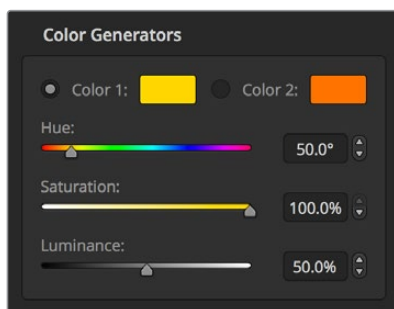 Color Generators
Color 1: Color 2:
Hue:
50.0°
Saturation:
100.0%
Luminance:
50.0%